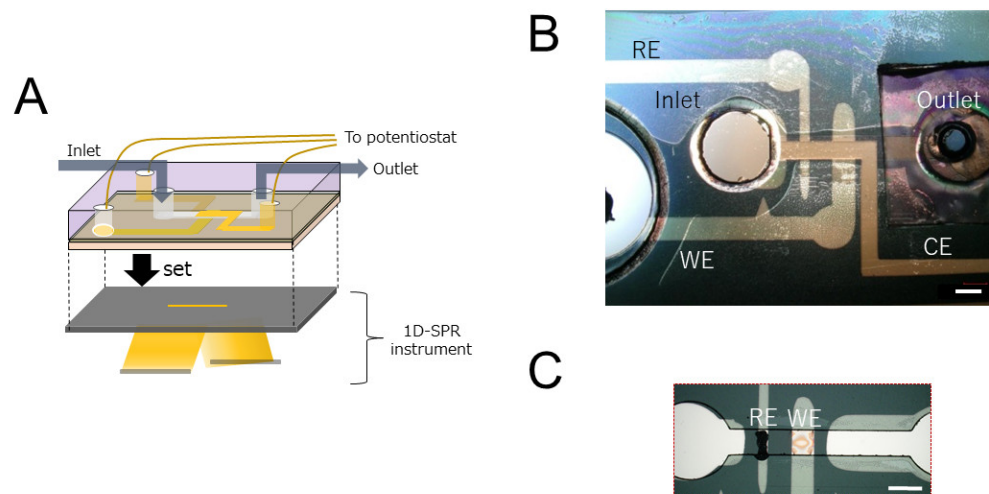 A
Inlet
To potentiostat
Outlet
set
1D-SPR
instrument
B
RE
Inlet
Outlet
WE
CE
C
RE
WE